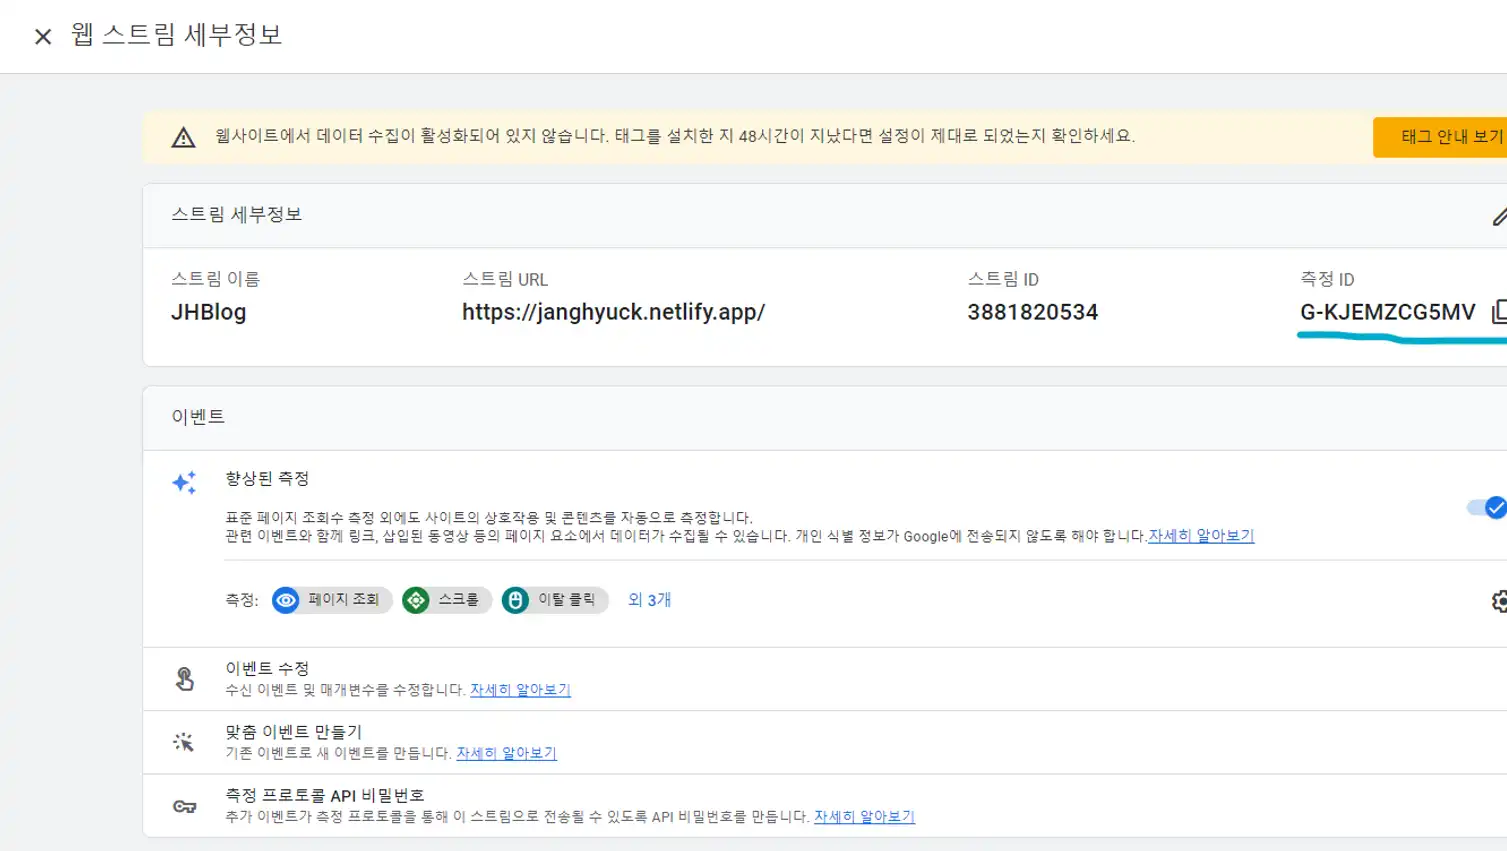 웹 스트림 세부정보
웹사이트에서 데이터 수집이 활성화되어 있지 않습니다. 태그를 설치한 지 48시간이 지났다면 설정이 제대로 되었는지 확인하세요.
태그 안내 보기
스트림 세부정보
스트림 이름
JHBlog
스트림 URL
https://janghyuck.netlify.app/
스트림 ID
3881820534
측정 ID
G-KJEMZCG5MV
이벤트
향상된 측정
표준 페이지 조회수 측정 외에도 사이트의 상호작용 및 콘텐츠를 자동으로 측정합니다.
관련 이벤트와 함께 링크, 삽입된 동영상 등의 페이지 요소에서 데이터가 수집될 수 있습니다. 개인 식별 정보가 Google에 전송되지 않도록 해야 합니다.자세히 알아보기
측정: 페이지 조회 스크롤 이탈 클릭 외 3개
이벤트 수정
수신 이벤트 및 매개변수를 수정합니다. 자세히 알아보기
맞춤 이벤트 만들기
기존 이벤트로 새 이벤트를 만듭니다. 자세히 알아보기
측정 프로토콜 API 비밀번호
추가 이벤트가 측정 프로토콜을 통해 이 스트림으로 전송될 수 있도록 API 비밀번호를 만듭니다. 자세히 알아보기